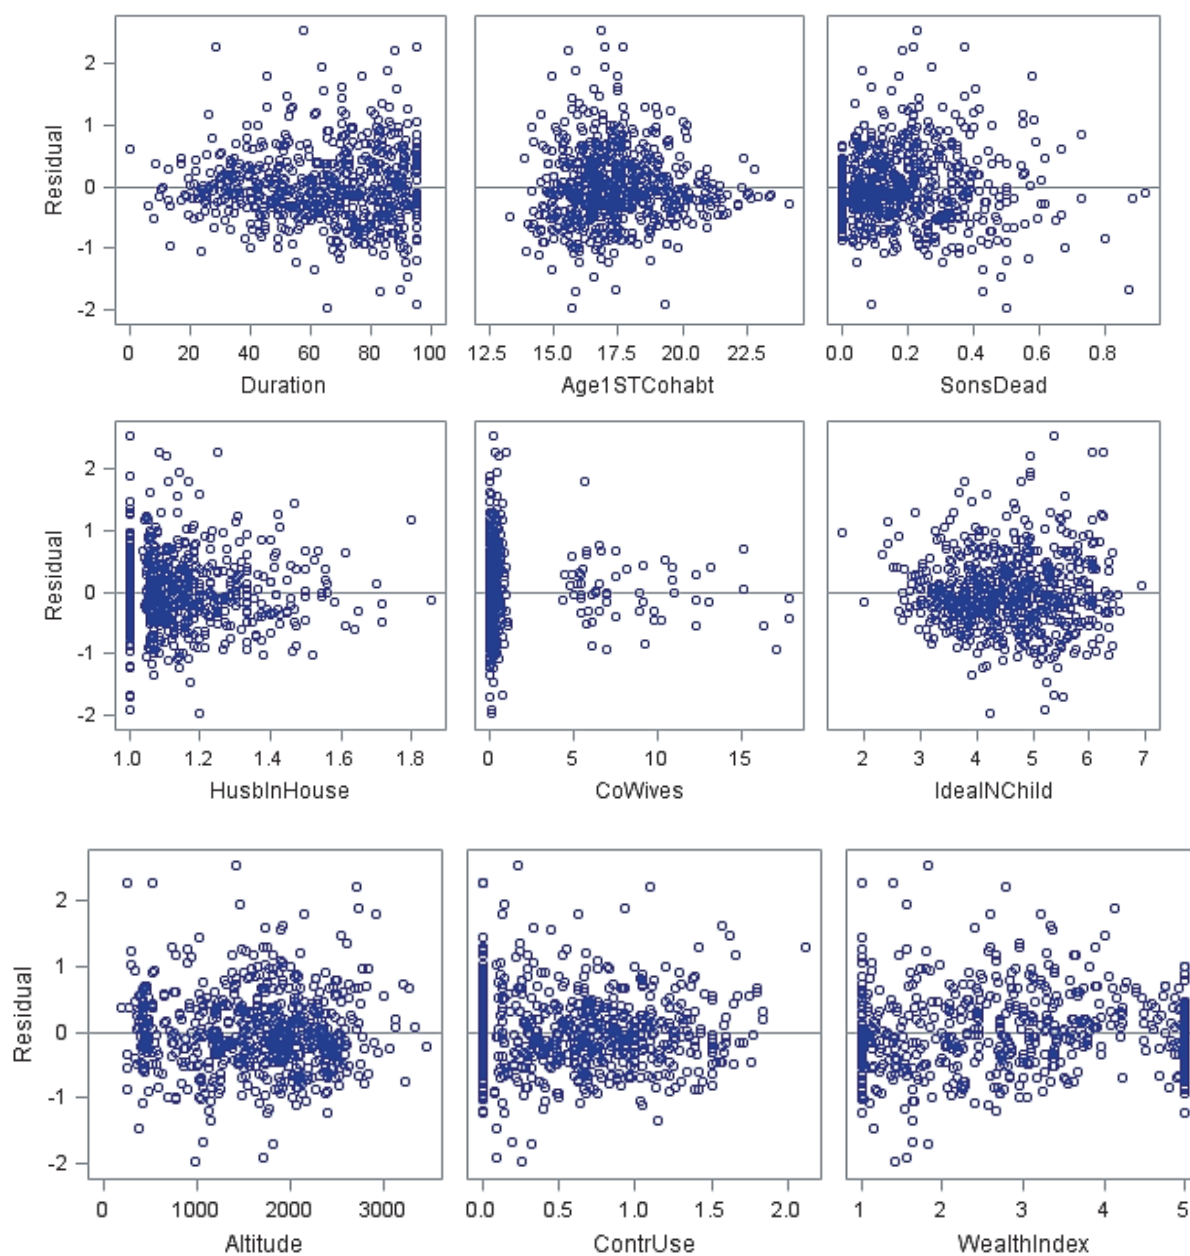 2
1
0
-1
-2
Residual
0 20 40 60 80 100
Duration
12.5 15.0 17.5 20.0 22.5
Age1STCohabt
0.0 0.2 0.4 0.6 0.8
SonsDead
2
1
0
-1
-2
Residual
1.0 1.2 1.4 1.6 1.8
HusbInHouse
0 5 10 15
CoWives
2 3 4 5 6 7
IdealNChild
2
1
0
-1
-2
Residual
0 1000 2000 3000
Altitude
0.0 0.5 1.0 1.5 2.0
ContrUse
1 2 3 4 5
WealthIndex